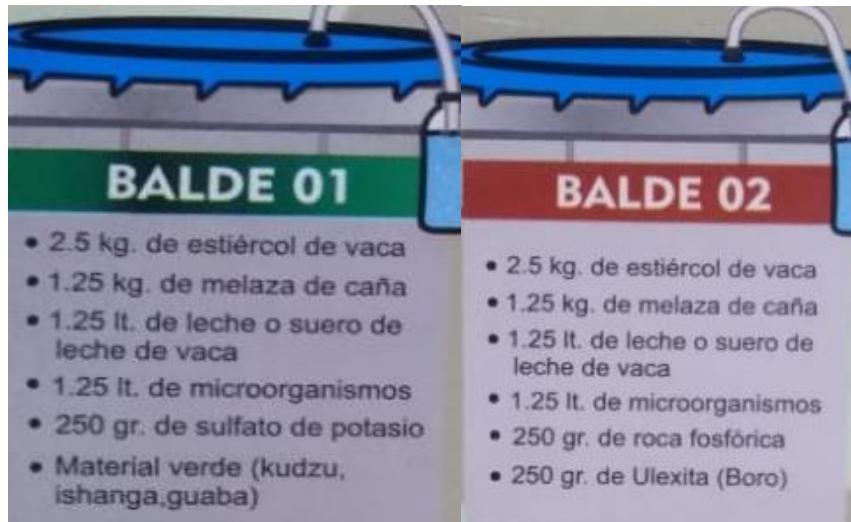 BALDE 01
• 2.5 kg. de estiércol de vaca
• 1.25 kg. de melaza de caña
• 1.25 lt. de leche o suero de
leche de vaca
• 1.25 lt. de microorganismos
• 250 gr. de sulfato de potasio
• Material verde (kudzu,
ishanga,guaba)
BALDE 02
• 2.5 kg. de estiércol de vaca
• 1.25 kg. de melaza de caña
• 1.25 lt. de leche o suero de
leche de vaca
• 1.25 lt. de microorganismos
• 250 gr. de roca fosfórica
• 250 gr. de Ulexita (Boro)